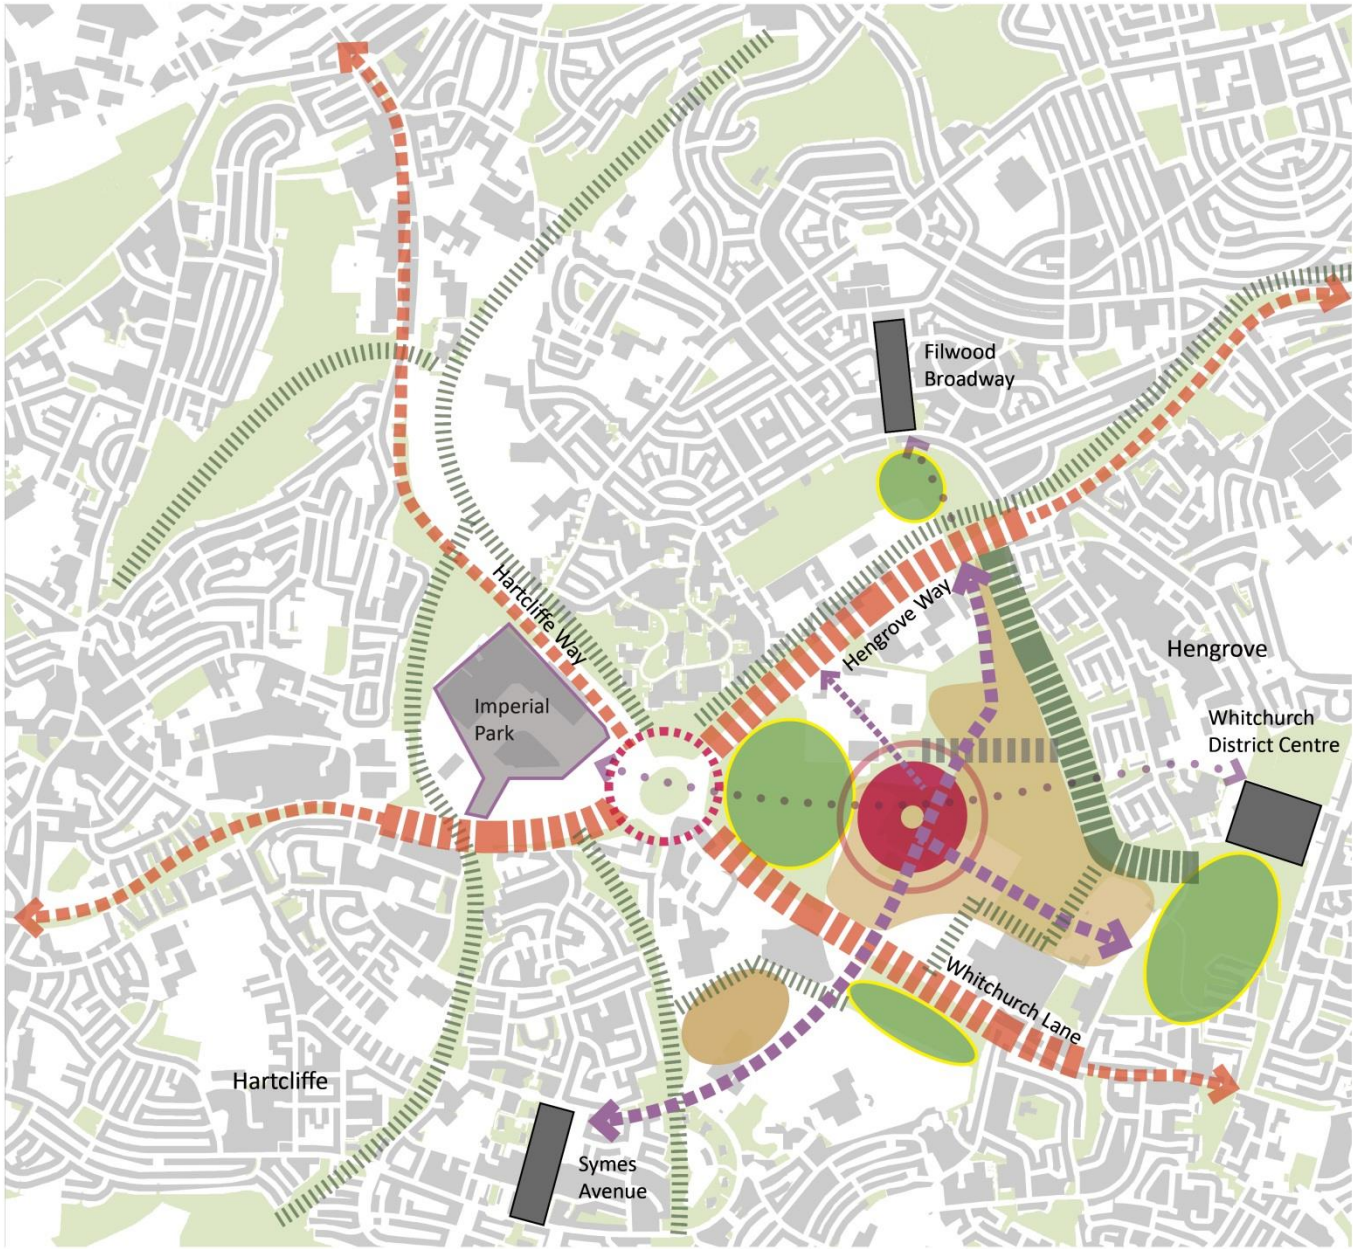 Filwood
Broadway
Hartcliffe Way
Hengrove Way
Hengrove
Imperial
Park
Whitchurch
District Centre
Whitchurch Lane
Hartcliffe
Symes
Avenue